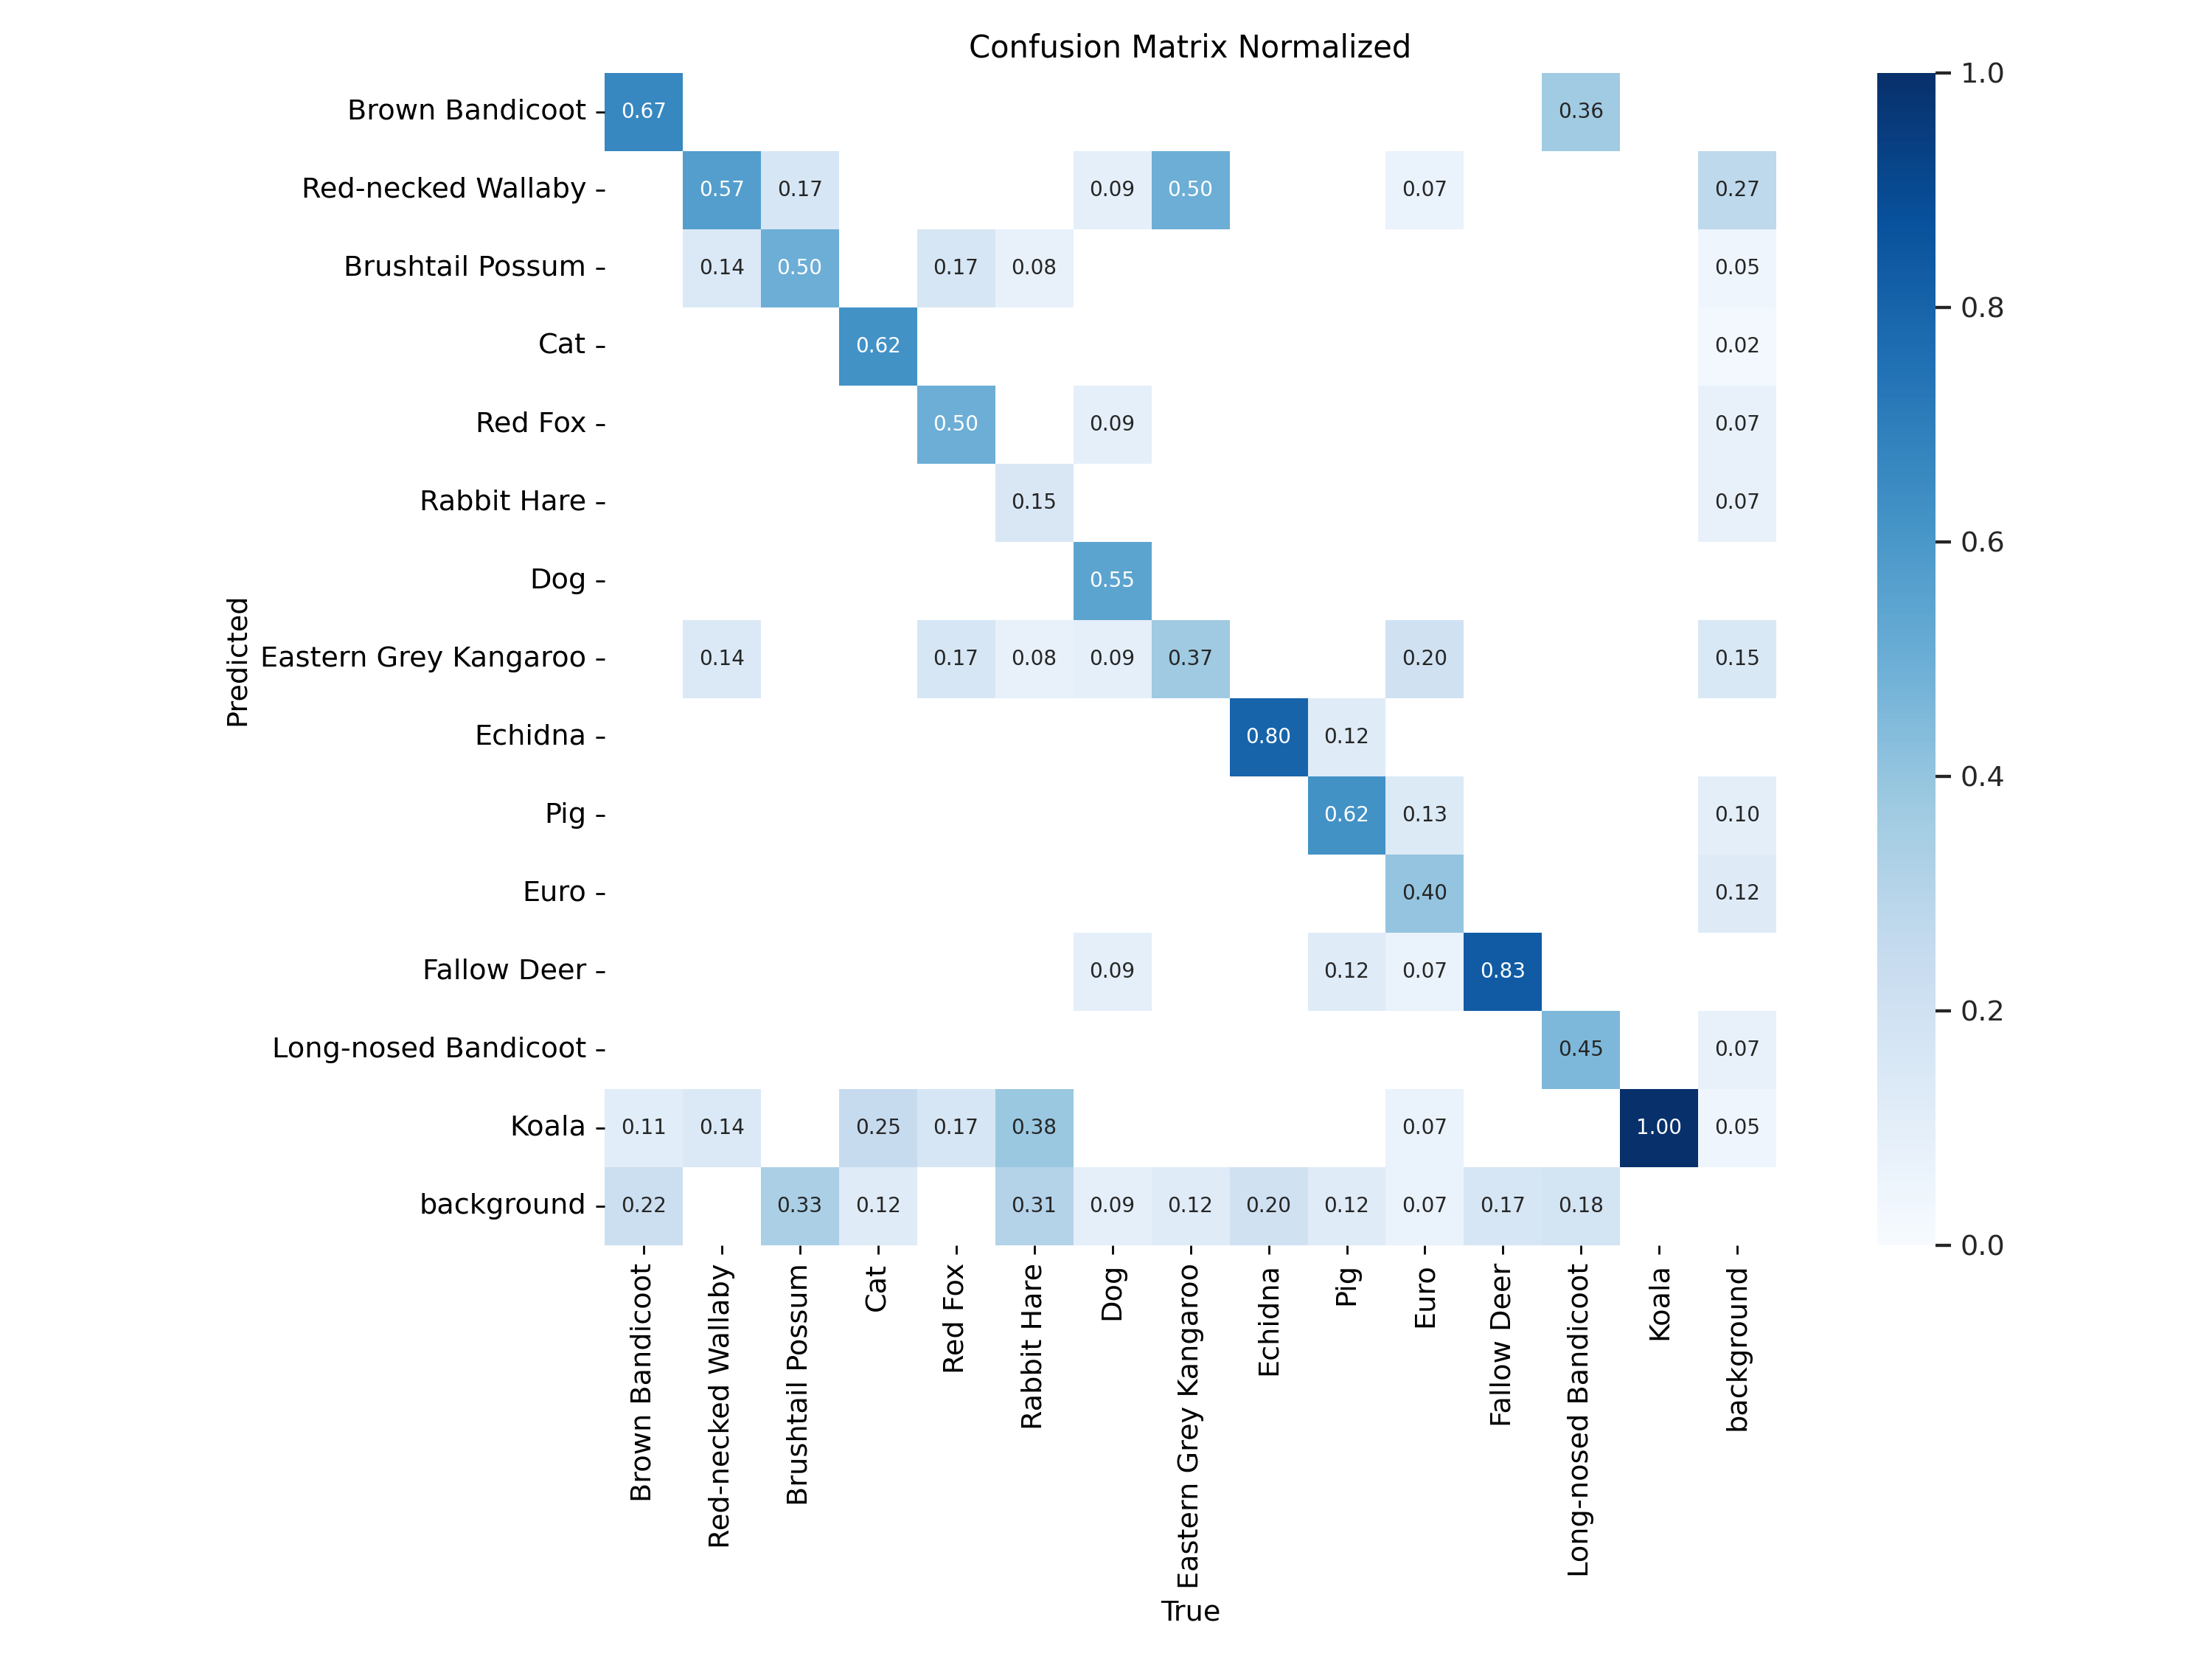 Confusion Matrix Normalized
Brown Bandicoot 0.67 0.36
Red-necked Wallaby 0.57 0.17 0.09 0.50 0.07 0.27
Brushtail Possum 0.14 0.50 0.17 0.08 0.05
Cat 0.62 0.02
Red Fox 0.50 0.09 0.07
Rabbit Hare 0.15 0.07
Dog 0.55
Eastern Grey Kangaroo 0.14 0.17 0.08 0.09 0.37 0.20 0.15
Echidna 0.80 0.12
Pig 0.62 0.13 0.10
Euro 0.40 0.12
Fallow Deer 0.09 0.12 0.07 0.83
Long-nosed Bandicoot 0.45 0.07
Koala 0.11 0.14 0.25 0.17 0.38 0.07 1.00 0.05
background 0.22 0.33 0.12 0.31 0.09 0.12 0.20 0.12 0.07 0.17 0.18
Predicted
Brown Bandicoot
Red-necked Wallaby
Brushtail Possum
Cat
Red Fox
Rabbit Hare
Dog
Eastern Grey Kangaroo
Echidna
Pig
Euro
Fallow Deer
Long-nosed Bandicoot
Koala
background
True
1.0
0.8
0.6
0.4
0.2
0.0